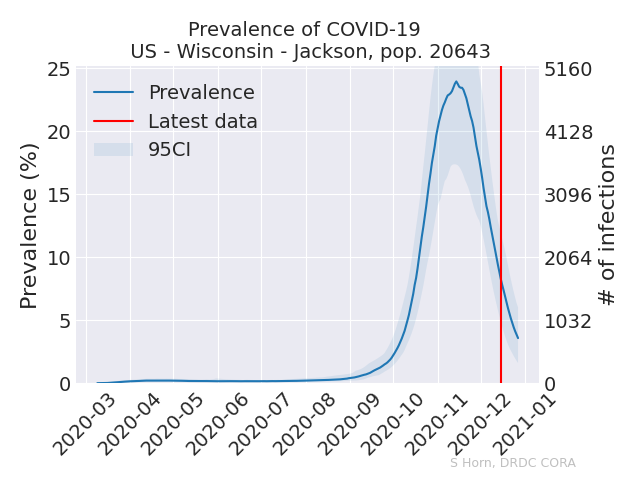 Prevalence of COVID-19
US - Wisconsin - Jackson, pop. 20643
Prevalence
Latest data
95CI
Prevalence (%)
25
20
15
10
5
0
5160
4128
3096
2064
1032
0
# of infections
2020-03
2020-04
2020-05
2020-06
2020-07
2020-08
2020-09
2020-10
2020-11
2020-12
2021-01
S Horn, DRDC CORA